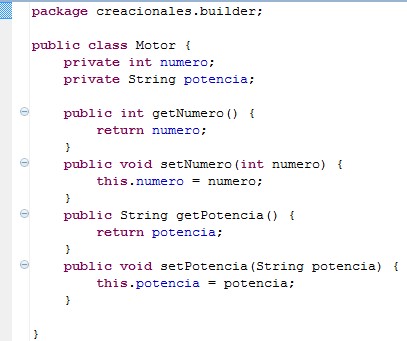 package creacionales.builder;
public class Motor {
private int numero;
private String potencia;
public int getNumero() {
return numero;
}
public void setNumero(int numero) {
this.numero = numero;
}
public String getPotencia() {
return potencia;
}
public void setPotencia(String potencia) {
this.potencia = potencia;
}
}